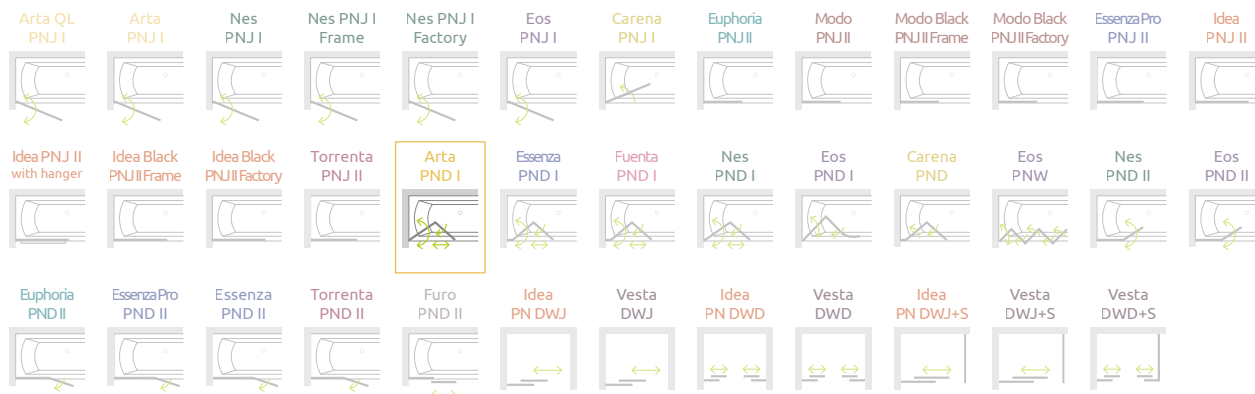 Arta QL
PNJ I
Arta
PNJ I
Nes
PNJ I
Nes PNJ I
Frame
Nes PNJ I
Factory
Eos
PNJ I
Carena
PNJ I
Euphoria
PNJ II
Modo
PNJ II
Modo Black
PNJ II Frame
Modo Black
PNJ II Factory
Essenza Pro
PNJ II
Idea
PNJ II
Idea PNJ II
with hanger
Idea Black
PNJ II Frame
Idea Black
PNJ II Factory
Torrenta
PNJ II
Arta
PND I
Essenza
PND I
Fuenta
PND I
Nes
PND I
Eos
PND I
Carena
PND
Eos
PNW
Nes
PND II
Eos
PND II
Euphoria
PND II
Essenza Pro
PND II
Essenza
PND II
Torrenta
PND II
Furo
PND II
Idea
PN DWJ
Vesta
DWJ
Idea
PN DWD
Vesta
DWD
Idea
PN DWJ+S
Vesta
DWJ+S
Vesta
DWD+S